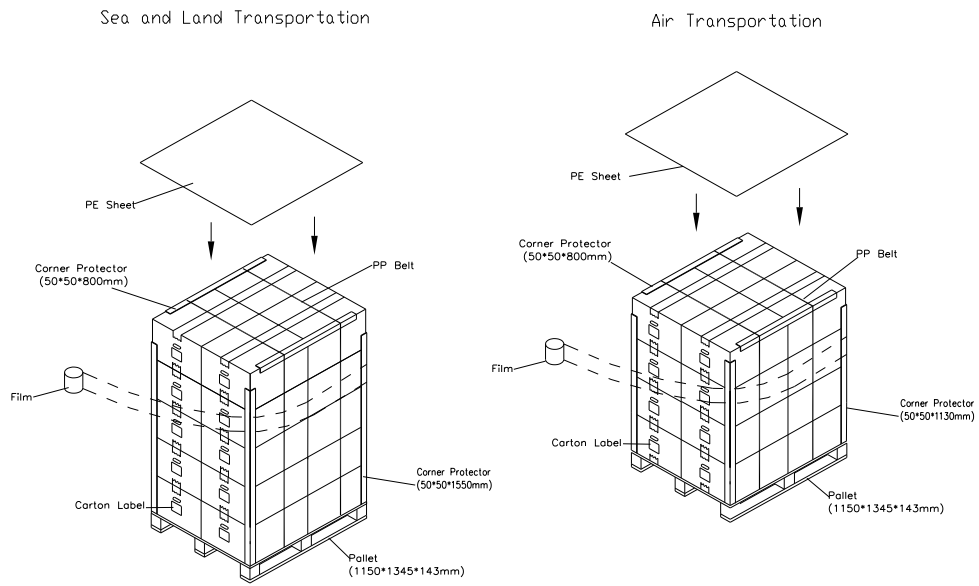 Sea and Land Transportation
PE Sheet
Corner Protector
(50*50*800mm)
PP Belt
Film
Corner Protector
(50*50*1550mm)
Carton Label
Pallet
(1150*1345*143mm)
Air Transportation
PE Sheet
Corner Protector
(50*50*800mm)
PP Belt
Film
Corner Protector
(50*50*1130mm)
Carton Label
Pallet
(1150*1345*143mm)